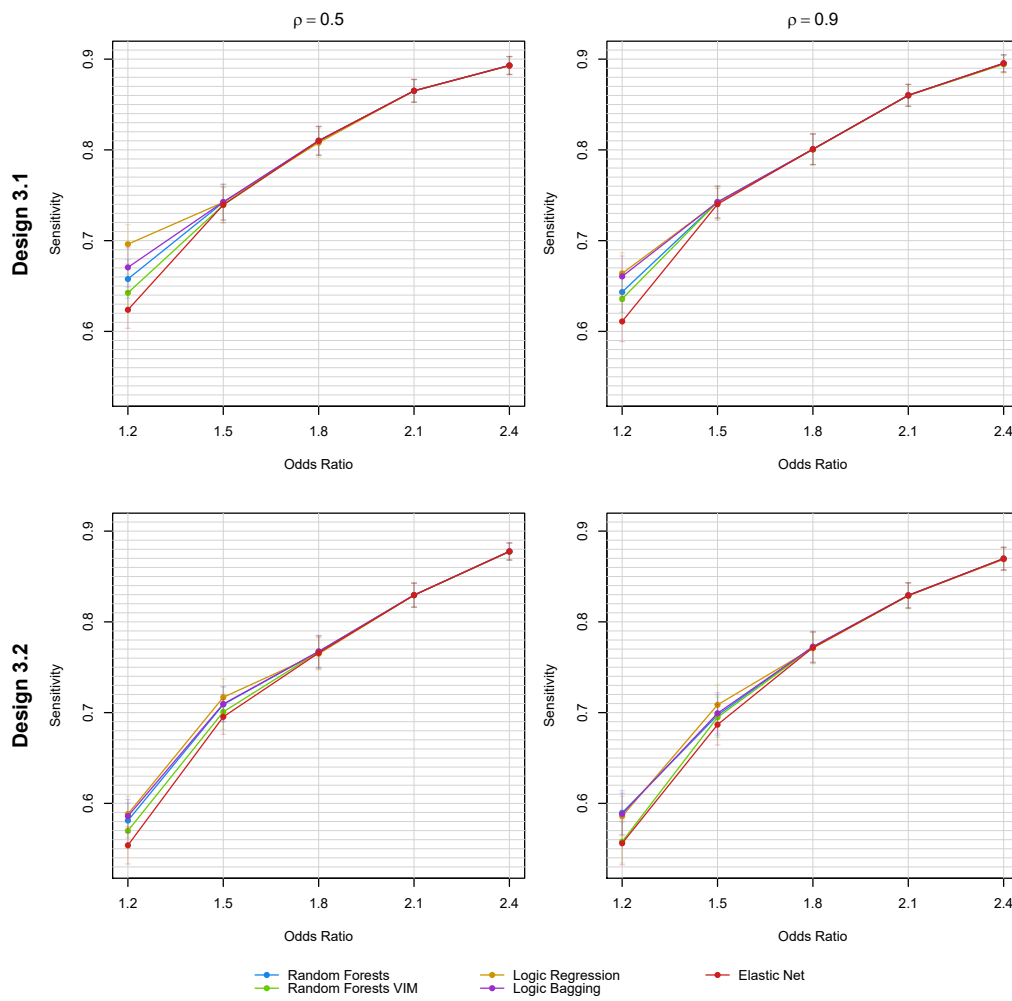 ρ = 0.5
ρ = 0.9
Design 3.1
Sensitivity
0.9
0.8
0.7
0.6
1.2 1.5 1.8 2.1 2.4
Odds Ratio
Sensitivity
0.9
0.8
0.7
0.6
1.2 1.5 1.8 2.1 2.4
Odds Ratio
Design 3.2
Sensitivity
0.9
0.8
0.7
0.6
1.2 1.5 1.8 2.1 2.4
Odds Ratio
Sensitivity
0.9
0.8
0.7
0.6
1.2 1.5 1.8 2.1 2.4
Odds Ratio
Random Forests
Random Forests VIM
Logic Regression
Logic Bagging
Elastic Net